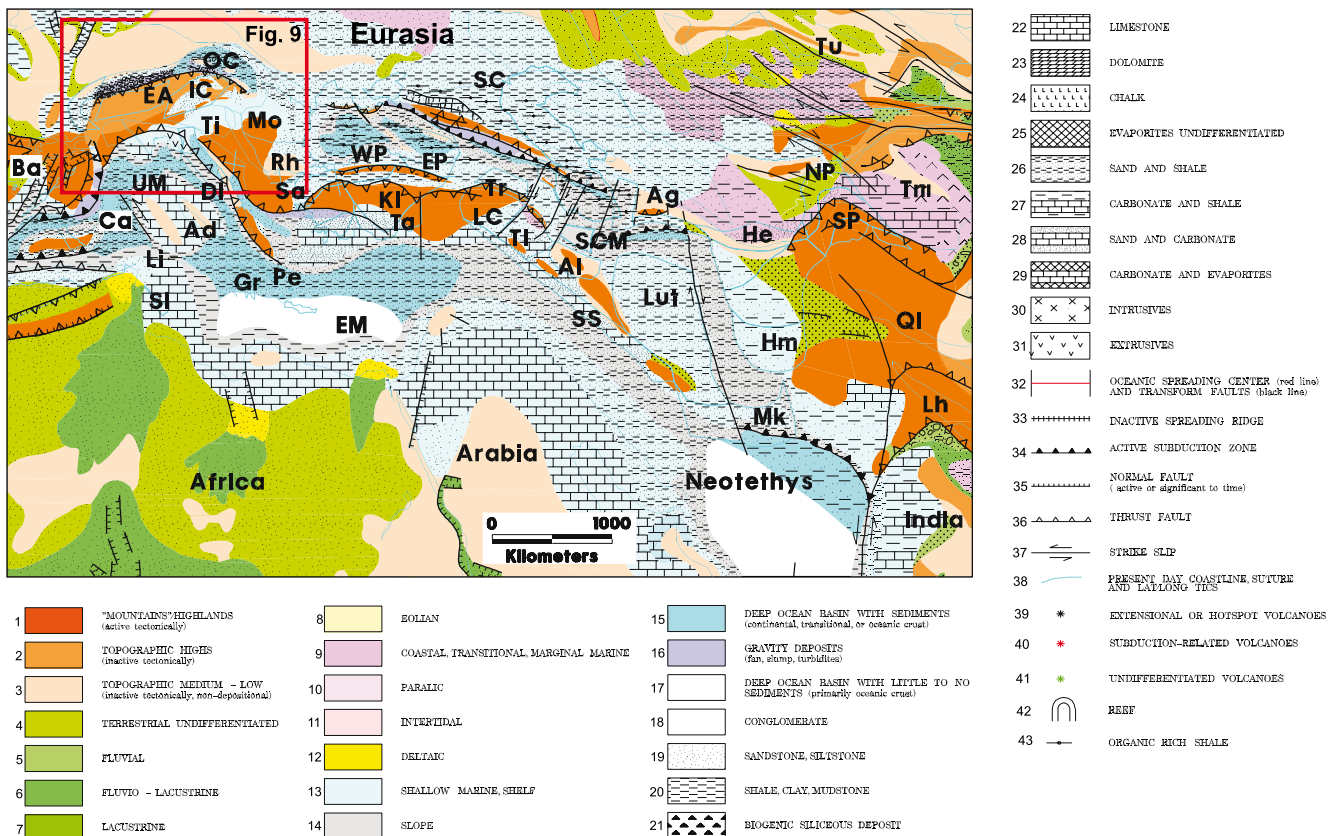 Fig. 9
Eurasia
Tu
OC
SC
EA
IC
Ti
Mo
Rh
WP
EP
NP
Tm
Ba
UM
DI
Sa
KI
Tr
Ag
Ca
Ad
Ta
LC
TI
SCM
He
SP
Li
AI
Gr
Pe
SI
Lut
EM
SS
Hm
QI
Mk
Lh
Arabia
Africa
Neotethys
India
0 1000
Kilometers
22 LIMESTONE
23 DOLOMITE
24 CHALK
25 EVAPORITES UNDIFFERENTIATED
26 SAND AND SHALE
27 CARBONATE AND SHALE
28 SAND AND CARBONATE
29 CARBONATE AND EVAPORITES
30 INTRUSIVES
31 EXTRUSIVES
32 OCEANIC SPREADING CENTER (red line)
AND TRANSFORM FAULTS (black line)
33 INACTIVE SPREADING RIDGE
34 ACTIVE SUBDUCTION ZONE
35 NORMAL FAULT
( active or significant to time)
36 THRUST FAULT
37 STRIKE SLIP
38 PRESENT DAY COASTLINE, SUTURE
AND LAT/LONG TICS
39 EXTENSIONAL OR HOTSPOT VOLCANOES
40 SUBDUCTION-RELATED VOLCANOES
41 UNDIFFERENTIATED VOLCANOES
42 REEF
43 ORGANIC RICH SHALE
1 "MOUNTAINS"/HIGHLANDS
(active tectonically)
2 TOPOGRAPHIC HIGHS
(inactive tectonically)
3 TOPOGRAPHIC MEDIUM - LOW
(inactive tectonically, non-depositional)
4 TERRESTRIAL UNDIFFERENTIATED
5 FLUVIAL
6 FLUVIO - LACUSTRINE
7 LACUSTRINE
8 EOLIAN
9 COASTAL, TRANSITIONAL, MARGINAL MARINE
10 PARALIC
11 INTERTIDAL
12 DELTAIC
13 SHALLOW MARINE, SHELF
14 SLOPE
15 DEEP OCEAN BASIN WITH SEDIMENTS
(continental, transitional, or oceanic crust)
16 GRAVITY DEPOSITS
(fan, slump, turbidites)
17 DEEP OCEAN BASIN WITH LITTLE TO NO
SEDIMENTS (primarily oceanic crust)
18 CONGLOMERATE
19 SANDSTONE, SILTSTONE
20 SHALE, CLAY, MUDSTONE
21 BIOGENIC SILICEOUS DEPOSIT